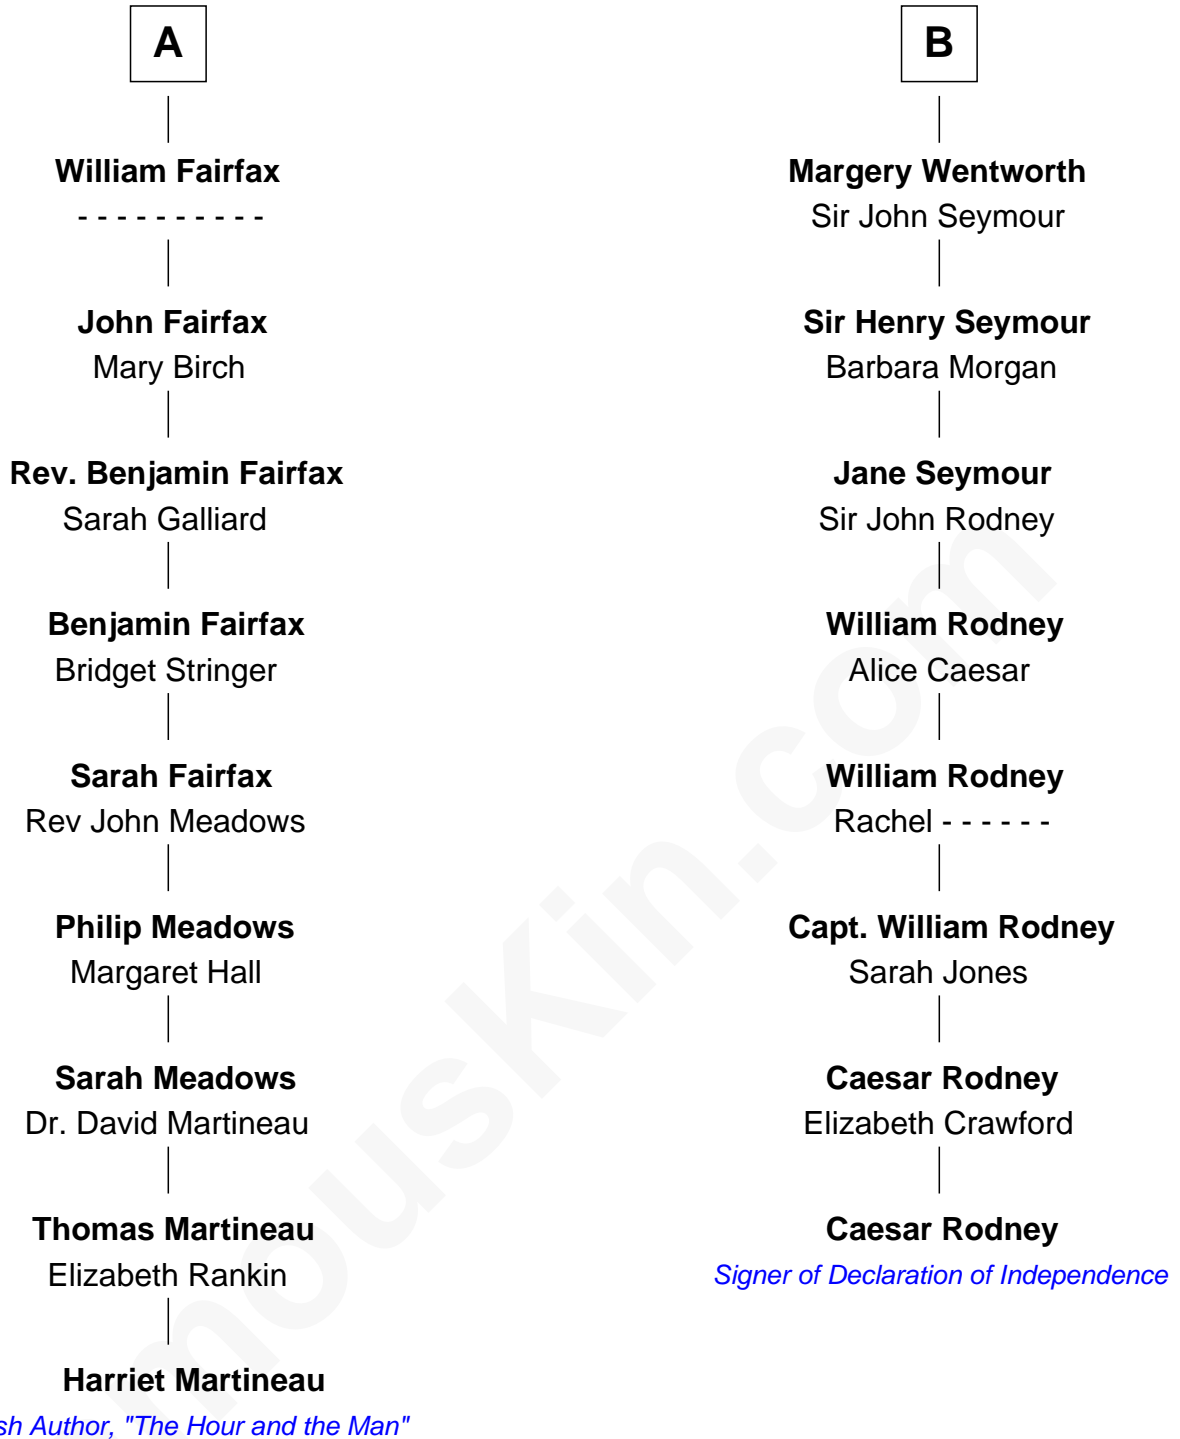 A
William Fairfax
- - - - - - - - - -
John Fairfax
Mary Birch
Rev. Benjamin Fairfax
Sarah Galliard
Benjamin Fairfax
Bridget Stringer
Sarah Fairfax
Rev John Meadows
Philip Meadows
Margaret Hall
Sarah Meadows
Dr. David Martineau
Thomas Martineau
Elizabeth Rankin
Harriet Martineau
sh Author, "The Hour and the Man"
B
Margery Wentworth
Sir John Seymour
Sir Henry Seymour
Barbara Morgan
Jane Seymour
Sir John Rodney
William Rodney
Alice Caesar
William Rodney
Rachel - - - - - -
Capt. William Rodney
Sarah Jones
Caesar Rodney
Elizabeth Crawford
Caesar Rodney
Signer of Declaration of Independence
mousKin.com